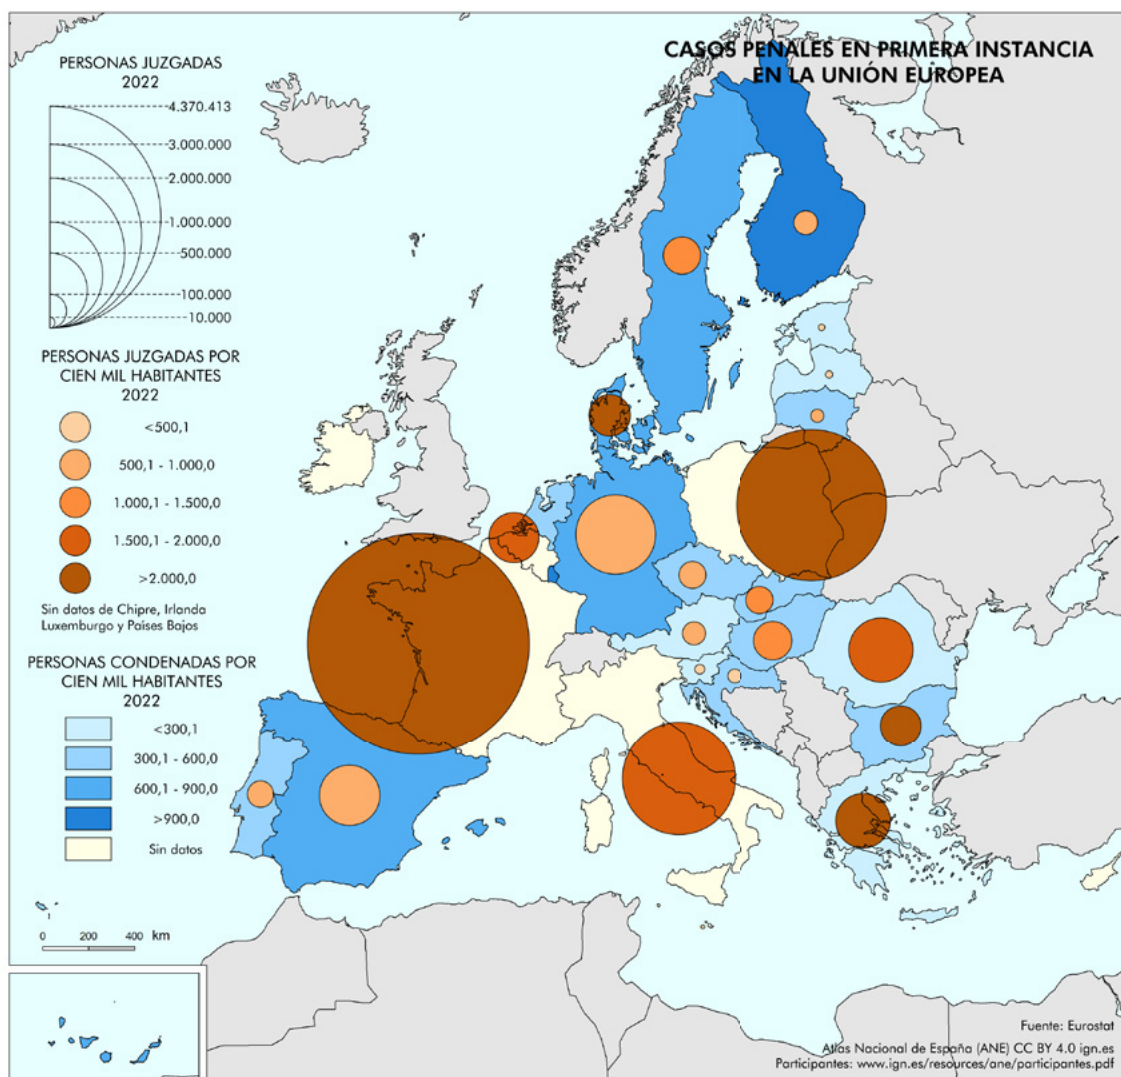 CASOS PENALES EN PRIMERA INSTANCIA
EN LA UNIÓN EUROPEA
PERSONAS JUZGADAS
2022
4.370.413
3.000.000
2.000.000
1.000.000
500.000
100.000
10.000
PERSONAS JUZGADAS POR
CIEN MIL HABITANTES
2022
<500,1
500,1 - 1.000,0
1.000,1 - 1.500,0
1.500,1 - 2.000,0
>2.000,0
Sin datos de Chipre, Irlanda
Luxemburgo y Países Bajos
PERSONAS CONDENADAS POR
CIEN MIL HABITANTES
2022
<300,1
300,1 - 600,0
600,1 - 900,0
>900,0
Sin datos
0 200 400 km
Fuente: Eurostat
Atlas Nacional de España (ANE) CC BY 4.0 ign.es
Participantes: www.ign.es/resources/ane/participantes.pdf